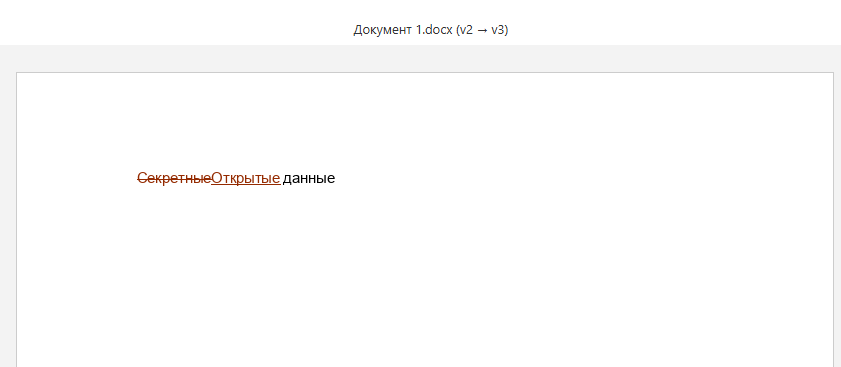 Документ 1.docx (v2 → v3)
СекретныеОткрытые данные